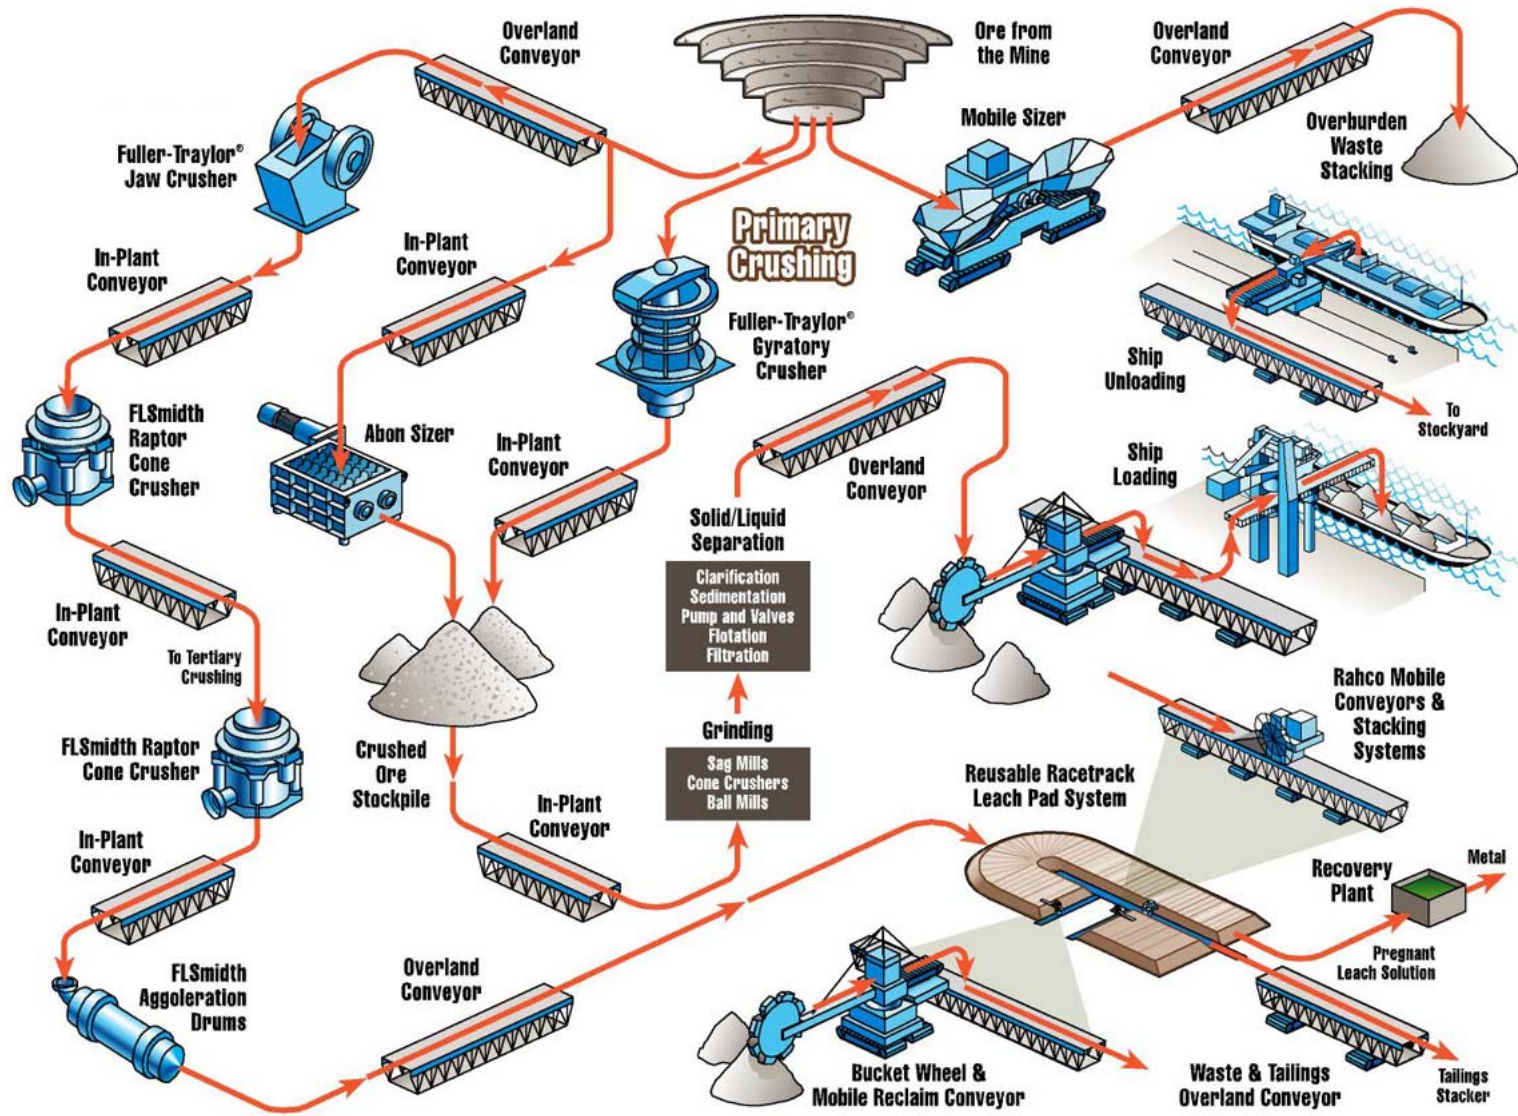 Overland
Conveyor
Ore from
the Mine
Overland
Conveyor
Mobile Sizer
Overburden
Waste
Stacking
Fuller-Traylor®
Jaw Crusher
Primary
Crushing
In-Plant
Conveyor
In-Plant
Conveyor
Fuller-Traylor®
Gyratory
Crusher
Ship
Unloading
To
Stockyard
FLSmidth
Raptor
Cone
Crusher
Abon Sizer
In-Plant
Conveyor
Overland
Conveyor
Ship
Loading
Solid/Liquid
Separation
Clarification
Sedimentation
Pump and Valves
Flotation
Filtration
In-Plant
Conveyor
To Tertiary
Crushing
FLSmidth Raptor
Cone Crusher
Crushed
Ore
Stockpile
Grinding
Sag Mills
Cone Crushers
Ball Mills
Rahco Mobile
Conveyors &
Stacking
Systems
Reusable Racetrack
Leach Pad System
In-Plant
Conveyor
In-Plant
Conveyor
Recovery
Plant
Metal
Pregnant
Leach Solution
FLSmidth
Aggoleration
Drums
Overland
Conveyor
Bucket Wheel &
Mobile Reclaim Conveyor
Waste & Tailings
Overland Conveyor
Tailings
Stacker